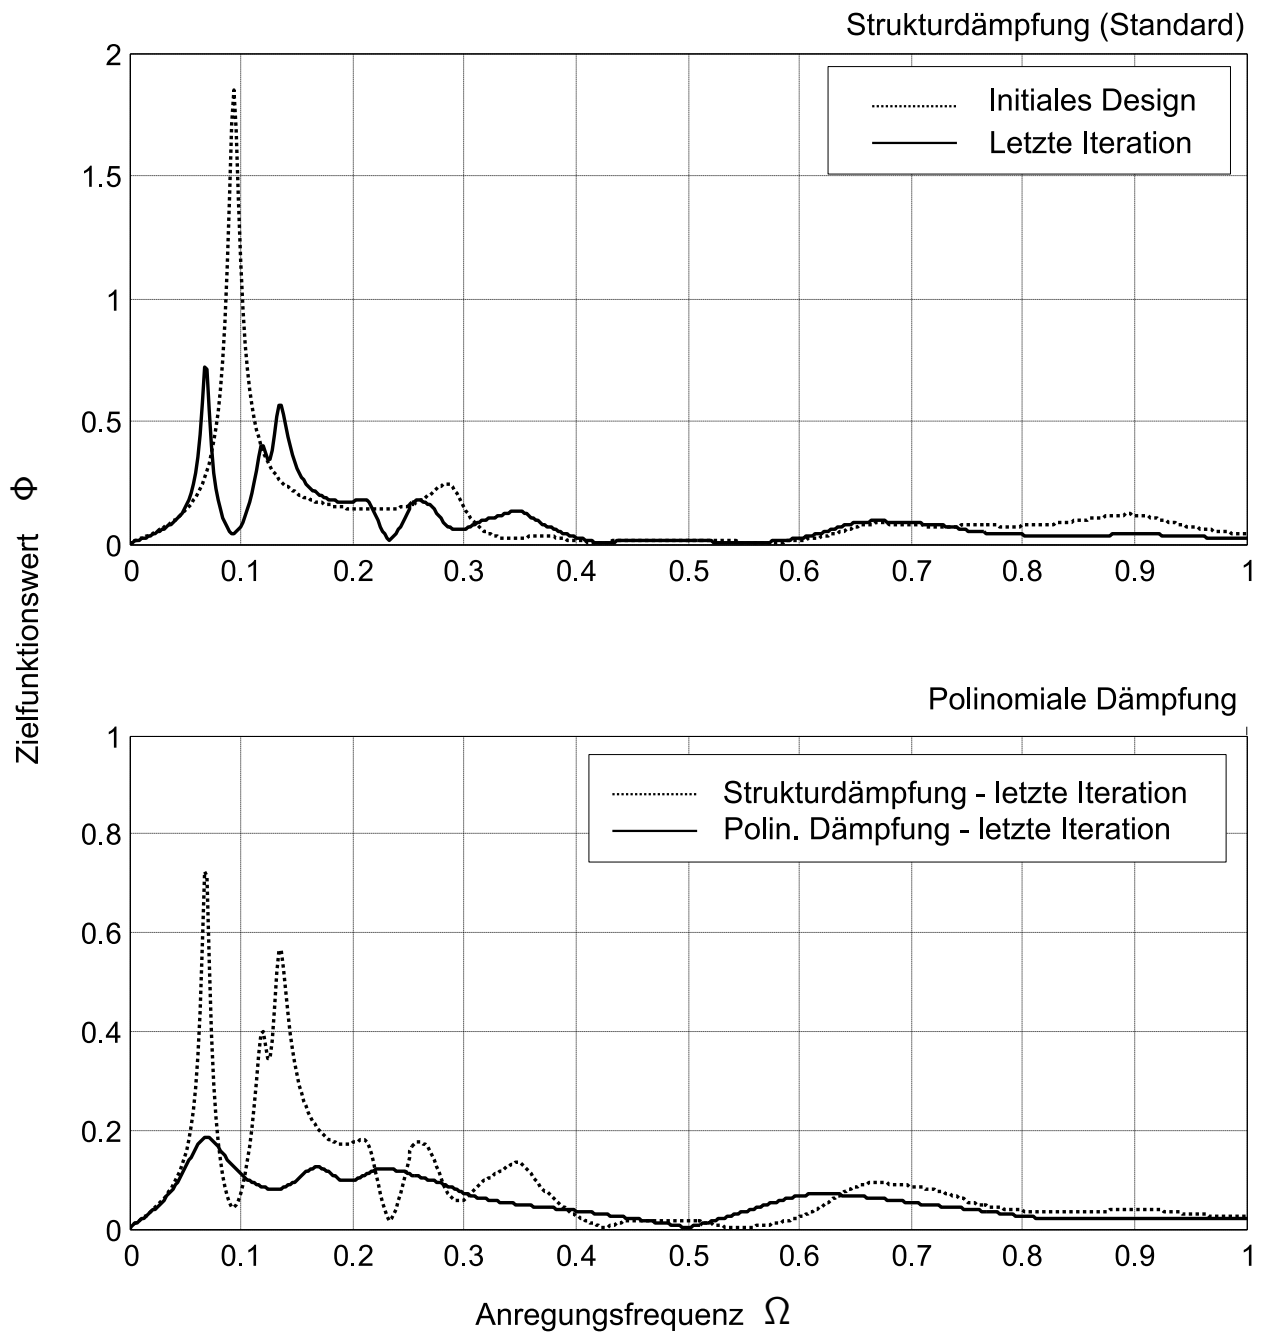 Strukturdämpfung (Standard)
2
1.5
1
0.5
0
Initiales Design
Letzte Iteration
0 0.1 0.2 0.3 0.4 0.5 0.6 0.7 0.8 0.9 1
Zielfunktionswert Φ
Polinomiale Dämpfung
1
0.8
0.6
0.4
0.2
0
Strukturdämpfung - letzte Iteration
Polin. Dämpfung - letzte Iteration
0 0.1 0.2 0.3 0.4 0.5 0.6 0.7 0.8 0.9 1
Anregungsfrequenz Ω